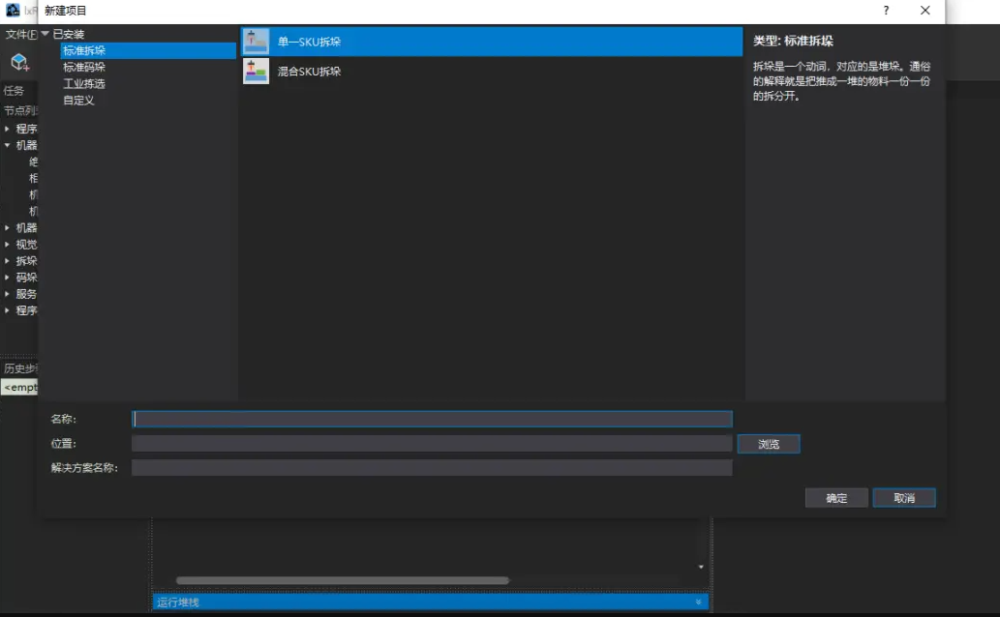 新建项目
?
文件(F
已安装
标准拆垛
标准码垛
工业拣选
自定义
单一SKU拆垛
混合SKU拆垛
类型: 标准拆垛
拆垛是一个动词，对应的是堆垛。通俗
的解释就是把推成一堆的物料一份一份
的拆分开。
任务
节点列
程序
机器
绝
相
机
机
机器
视觉
拆垛
码垛
服务
程序
历史步
<empt
名称:
位置:
浏览
解决方案名称:
确定
取消
运行堆栈